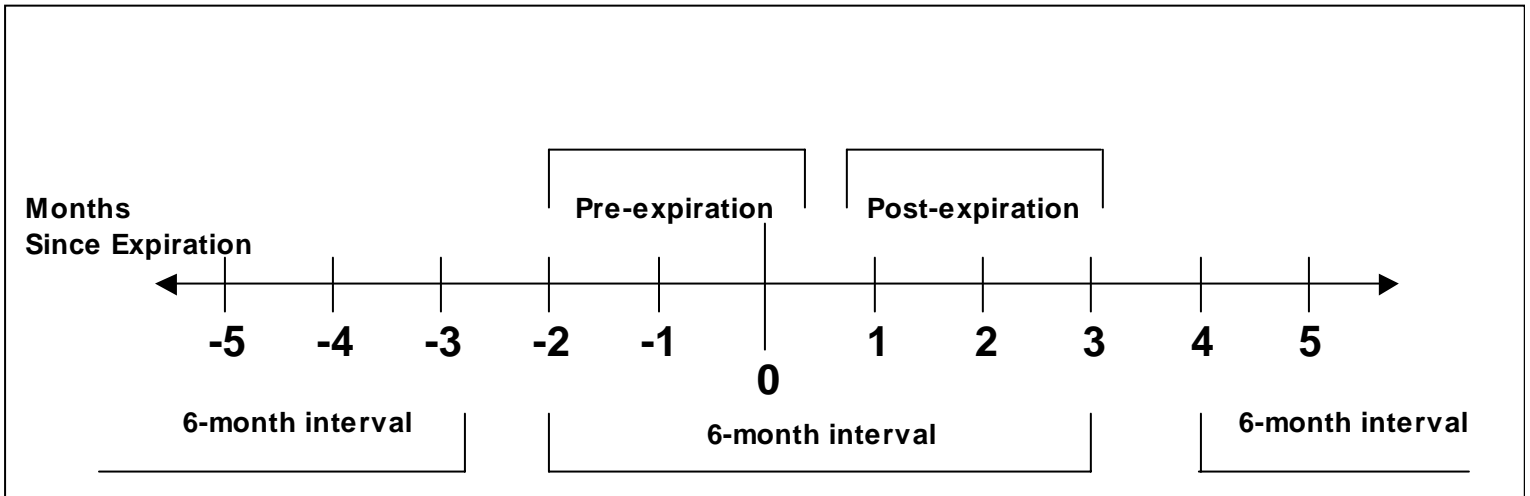 Pre-expiration Post-expiration
Months
Since Expiration
-5 -4 -3 -2 -1 1 2 3 4 5
0
6-month interval 6-month interval 6-month interval